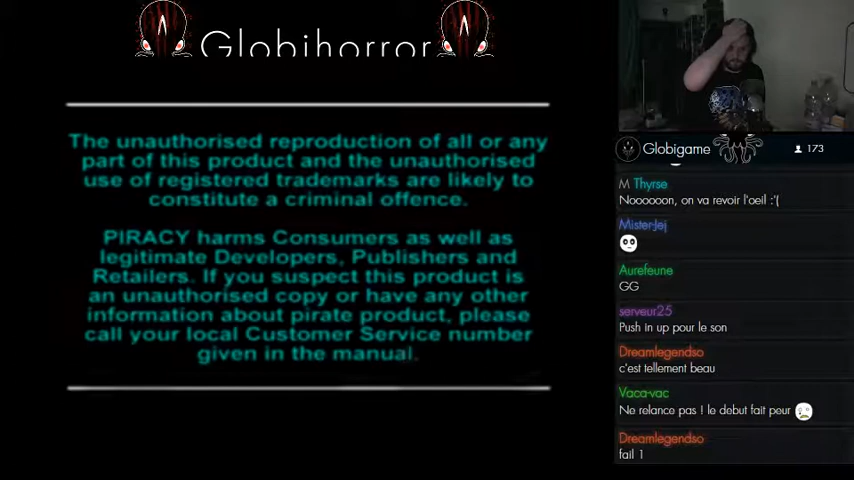 Globihorror
The unauthorised reproduction of all or any
part of this product and the unauthorised
use of registered trademarks are likely to
constitute a criminal offence.
PIRACY harms Consumers as well as
legitimate Developers, Publishers and
Retailers. If you suspect this product is
an unauthorised copy or have any other
information about pirate product, please
call your local Customer Service number
given in the manual.
Globigame
173
M Thyrse
Nooooooon, on va revoir l'oeil :'(
MisterJej
Aurefeune
GG
serveur25
Push in up pour le son
Dreamlegendso
c'est tellement beau
Vaca-vac
Ne relance pas ! le debut fait peur
Dreamlegendso
fail 1